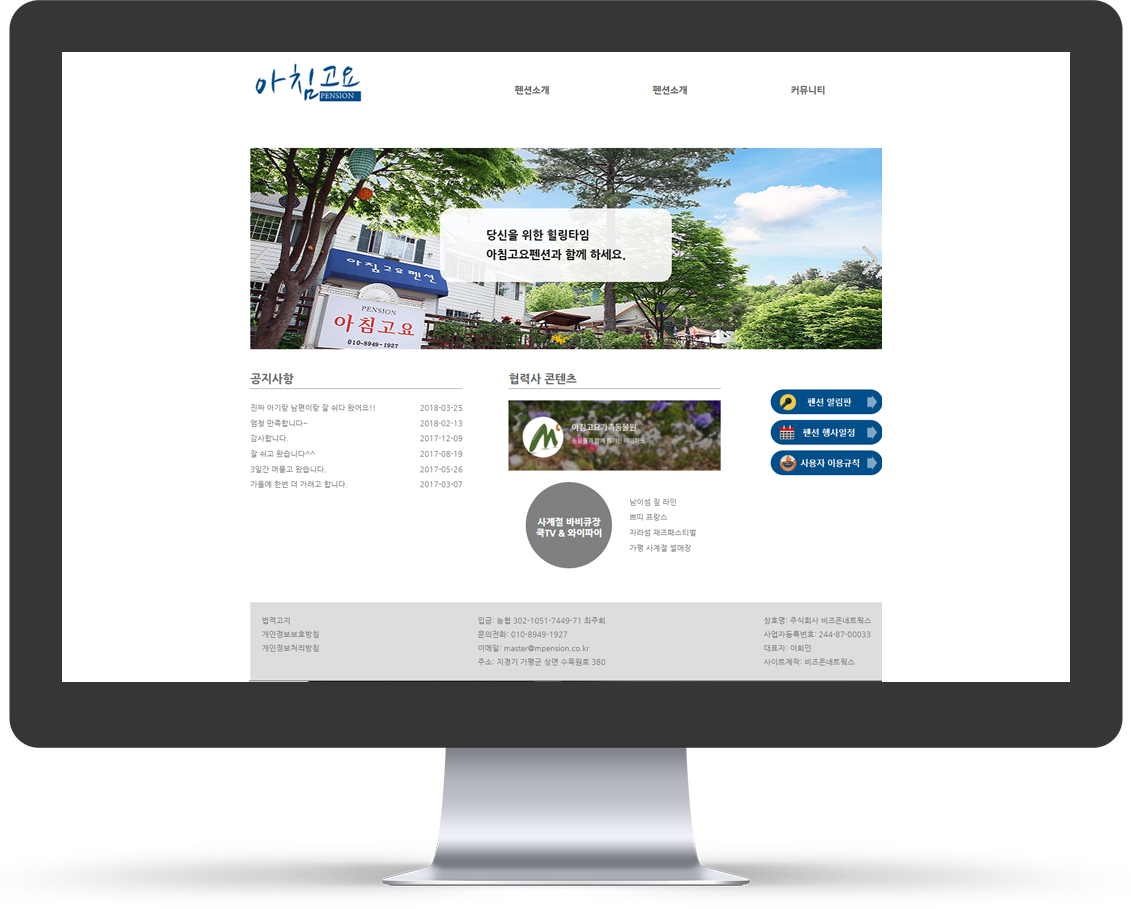 아침고요
PENSION
펜션소개
펜션소개
커뮤니티
당신을 위한 힐링타임
아침고요펜션과 함께 하세요.
아침고요펜션
PENSION
아침고요
010-8949-1927
공지사항
진짜 아기랑 남편이랑 잘 쉬다 왔어요!! 2018-03-25
엄청 만족합니다~ 2018-02-13
감사합니다. 2017-12-09
잘 쉬고 왔습니다^^ 2017-08-19
3일간 머물고 왔습니다. 2017-05-26
가을에 한번 더 가려고 합니다. 2017-03-07
협력사 콘텐츠
아침고요가족동물원
사계절 바비큐장
쿡TV & 와이파이
남이섬 짚 라인
쁘띠 프랑스
자라섬 재즈페스티벌
가평 사계절 썰매장
펜션 알림판
펜션 행사일정
사용자 이용규칙
법적고지
개인정보보호방침
개인정보처리방침
입금: 농협 302-1051-7449-71 최주희
문의전화: 010-8949-1927
이메일: master@mpension.co.kr
주소: 지경기 가평군 상면 수목원로 380
상호명: 주식회사 비즈온네트웍스
사업자등록번호: 244-87-00033
대표자: 이희민
사이트제작: 비즈온네트웍스